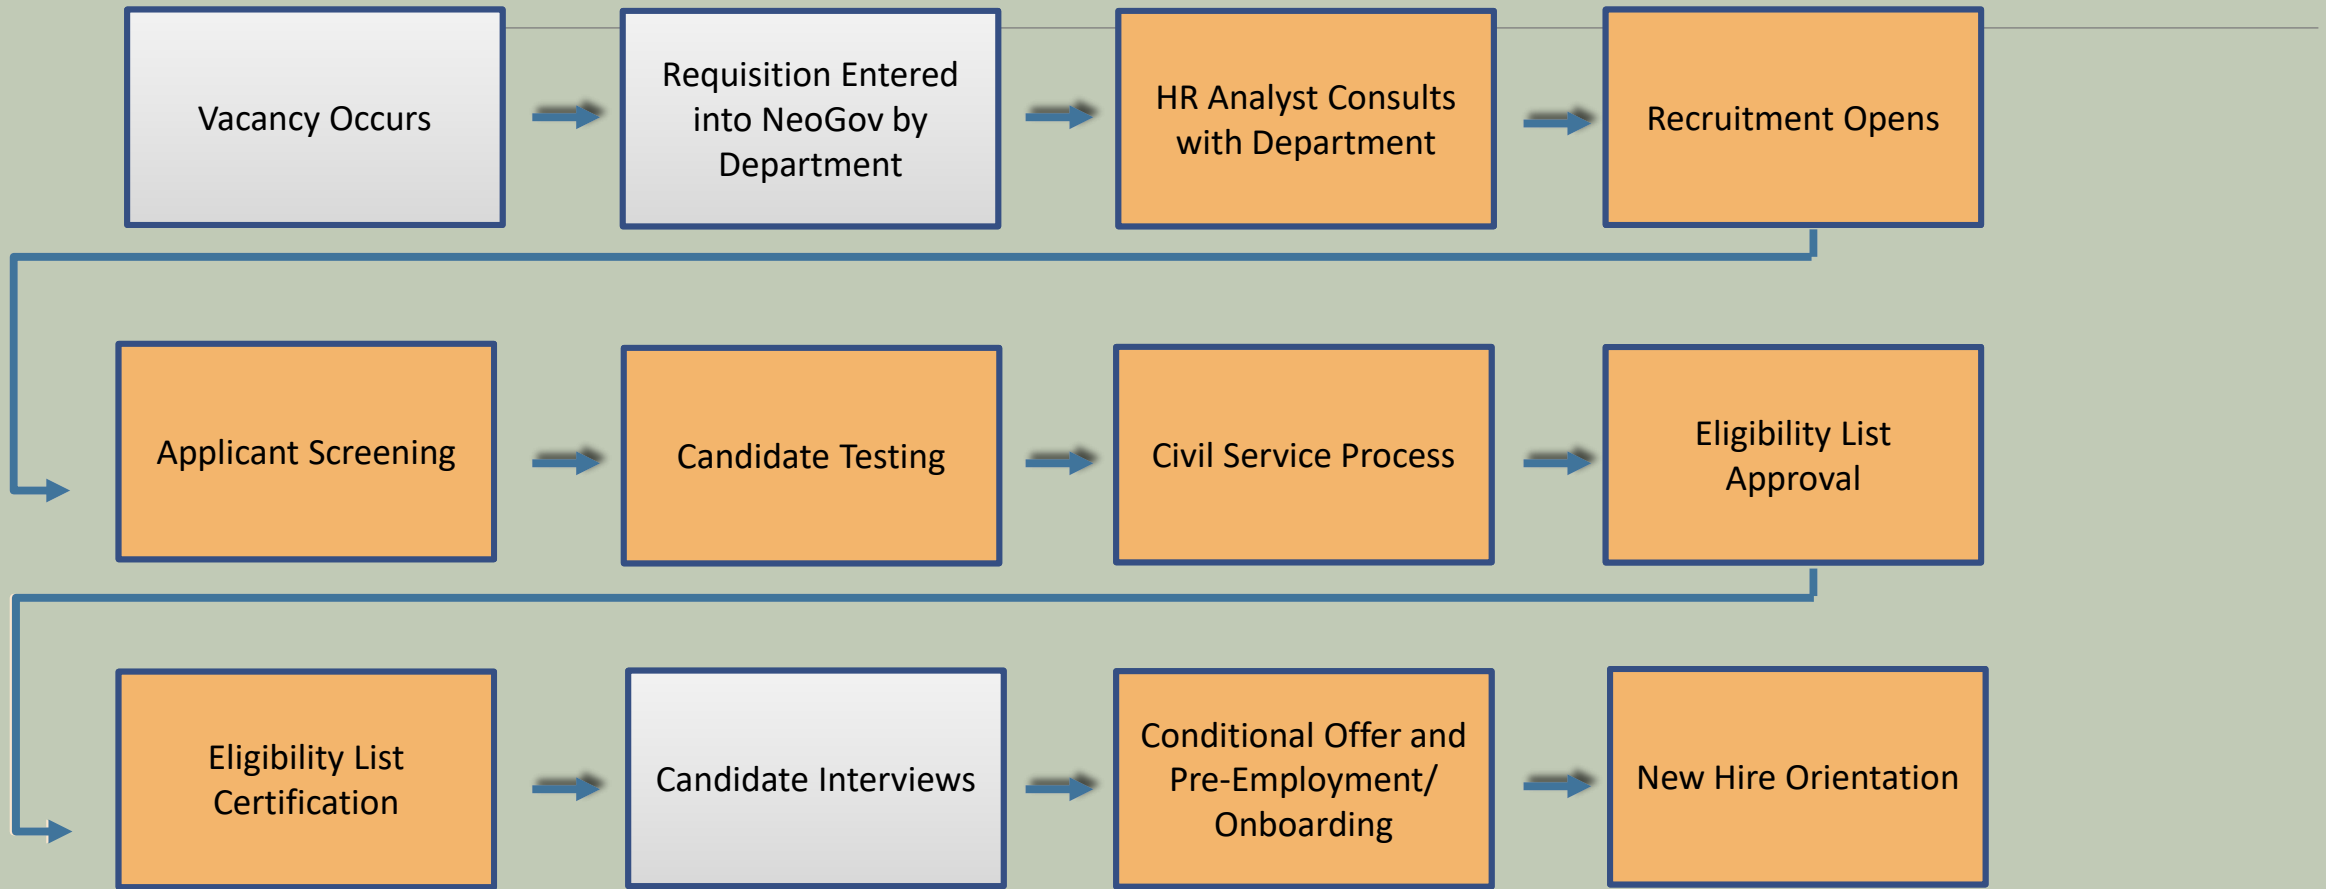 Vacancy Occurs
Requisition Entered
into NeoGov by
Department
HR Analyst Consults
with Department
Recruitment Opens
Applicant Screening
Candidate Testing
Civil Service Process
Eligibility List
Approval
Eligibility List
Certification
Candidate Interviews
Conditional Offer and
Pre-Employment/
Onboarding
New Hire Orientation